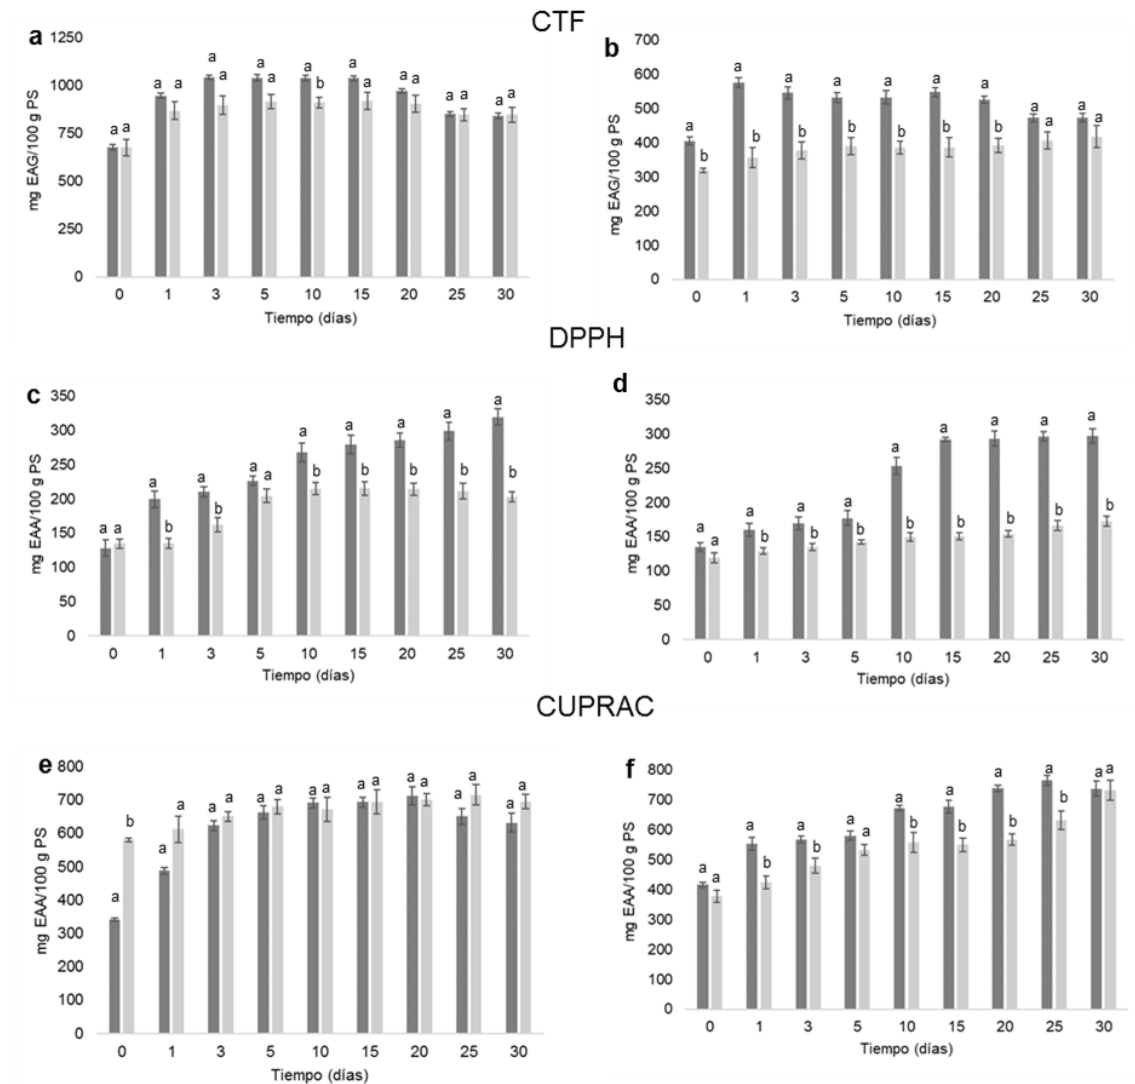 CTF
a
1250
1000
750
500
250
0
mg EAG/100 g PS
a a
a a
a a
a a
a b
a a
a a
a a
a a
0 1 3 5 10 15 20 25 30
Tiempo (días)
b
700
600
500
400
300
200
100
0
mg EAG/100 g PS
a b
a b
a b
a b
a b
a b
a b
a a
a a
0 1 3 5 10 15 20 25 30
Tiempo (días)
DPPH
c
350
300
250
200
150
100
50
0
mg EAA/100 g PS
a a
a b
a b
a a
a b
a b
a b
a b
a b
0 1 3 5 10 15 20 25 30
Tiempo (días)
d
350
300
250
200
150
100
50
0
mg EAA/100 g PS
a a
a b
a b
a b
a b
a b
a b
a b
a b
0 1 3 5 10 15 20 25 30
Tiempo (días)
CUPRAC
e
800
700
600
500
400
300
200
100
0
mg EAA/100 g PS
a b
a a
a a
a a
a a
a a
a a
a a
a a
0 1 3 5 10 15 20 25 30
Tiempo (días)
f
800
700
600
500
400
300
200
100
0
mg EAA/100 g PS
a a
a b
a b
a a
a b
a b
a b
a b
a a
0 1 3 5 10 15 20 25 30
Tiempo (días)